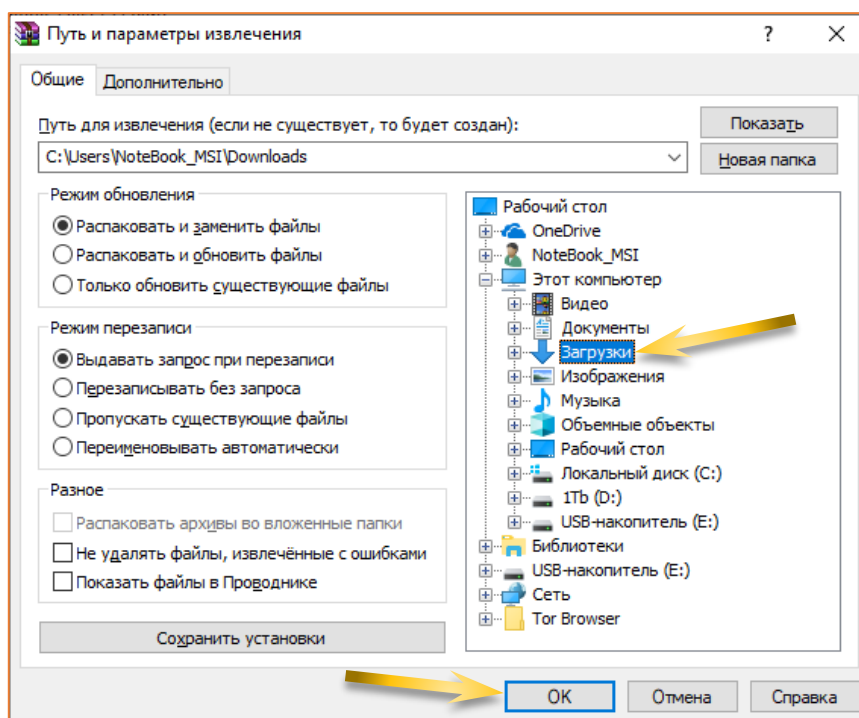 Путь и параметры извлечения
?
Общие
Дополнительно
Путь для извлечения (если не существует, то будет создан):
Показать
C:\Users\NoteBook_MSI\Downloads
Новая папка
Режим обновления
Распаковать и заменить файлы
Распаковать и обновить файлы
Только обновить существующие файлы
Режим перезаписи
Выдавать запрос при перезаписи
Перезаписывать без запроса
Пропускать существующие файлы
Переименовывать автоматически
Разное
Распаковать архивы во вложенные папки
Не удалять файлы, извлечённые с ошибками
Показать файлы в Проводнике
Сохранить установки
Рабочий стол
OneDrive
NoteBook_MSI
Этот компьютер
Видео
Документы
Загрузки
Изображения
Музыка
Объемные объекты
Рабочий стол
Локальный диск (C:)
1Tb (D:)
USB-накопитель (E:)
Библиотеки
USB-накопитель (E:)
Сеть
Tor Browser
OK
Отмена
Справка